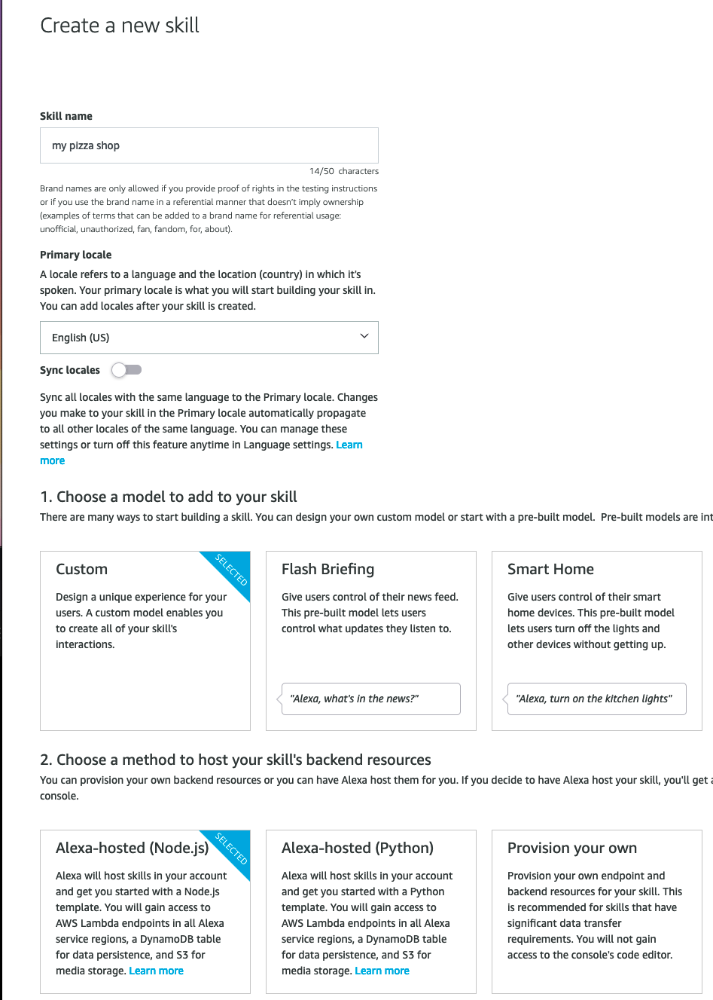 Create a new skill
Skill name
my pizza shop
14/50 characters
Brand names are only allowed if you provide proof of rights in the testing instructions
or if you use the brand name in a referential manner that doesn't imply ownership
(examples of terms that can be added to a brand name for referential usage:
unofficial, unauthorized, fan, fandom, for, about).
Primary locale
A locale refers to a language and the location (country) in which it's
spoken. Your primary locale is what you will start building your skill in.
You can add locales after your skill is created.
English (US)
Sync locales
Sync all locales with the same language to the Primary locale. Changes
you make to your skill in the Primary locale automatically propagate
to all other locales of the same language. You can manage these
settings or turn off this feature anytime in Language settings. Learn
more
1. Choose a model to add to your skill
There are many ways to start building a skill. You can design your own custom model or start with a pre-built model. Pre-built models are int
Custom
SELECTED
Design a unique experience for your
users. A custom model enables you
to create all of your skill's
interactions.
Flash Briefing
Give users control of their news feed.
This pre-built model lets users
control what updates they listen to.
"Alexa, what's in the news?"
Smart Home
Give users control of their smart
home devices. This pre-built model
lets users turn off the lights and
other devices without getting up.
"Alexa, turn on the kitchen lights"
2. Choose a method to host your skill's backend resources
You can provision your own backend resources or you can have Alexa host them for you. If you decide to have Alexa host your skill, you'll get a
console.
Alexa-hosted (Node.js)
SELECTED
Alexa will host skills in your account
and get you started with a Node.js
template. You will gain access to
AWS Lambda endpoints in all Alexa
service regions, a DynamoDB table
for data persistence, and S3 for
media storage. Learn more
Alexa-hosted (Python)
Alexa will host skills in your account
and get you started with a Python
template. You will gain access to
AWS Lambda endpoints in all Alexa
service regions, a DynamoDB table
for data persistence, and S3 for
media storage. Learn more
Provision your own
Provision your own endpoint and
backend resources for your skill. This
is recommended for skills that have
significant data transfer
requirements. You will not gain
access to the console's code editor.